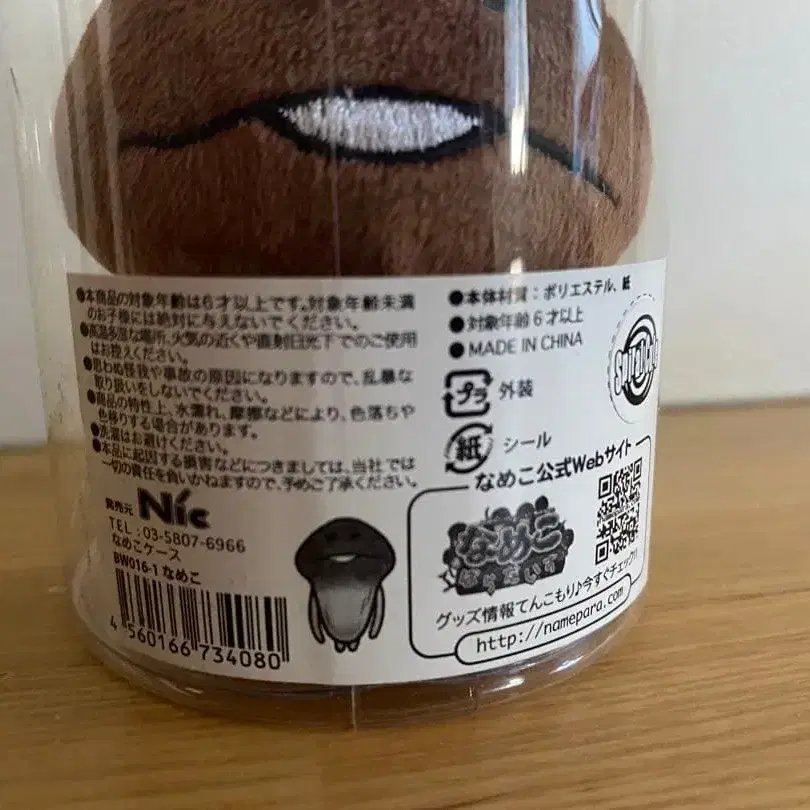 ●本商品の対象年齢は6才以上です。対象年齢未満
のお子様には絶対に与えないでください。
●高温多湿な場所、火気の近くや直射日光下でのご使用
はお控えください。
●思わぬ怪我や事故の原因になりますので、乱暴な
取り扱いをしないでください。
●商品の特性上、水濡れ、摩擦などにより、色落ちや
色移りする場合があります。
●洗濯はお避けください。
●本品に起因する損害などにつきましては、当社では
一切の責任を負いかねますので、予めご了承ください。
発売元 Nic
TEL:03-5807-6966
なめこケース
BW016-1 なめこ
4 560166 734080
●本体材質:ポリエステル、紙
●対象年齢6才以上
●MADE IN CHINA
プラ 外装
紙 シール
なめこ公式Webサイト
なめこ
ぱらだいす
グッズ情報てんこもり♪今すぐチェック!!
http://namepara.com/